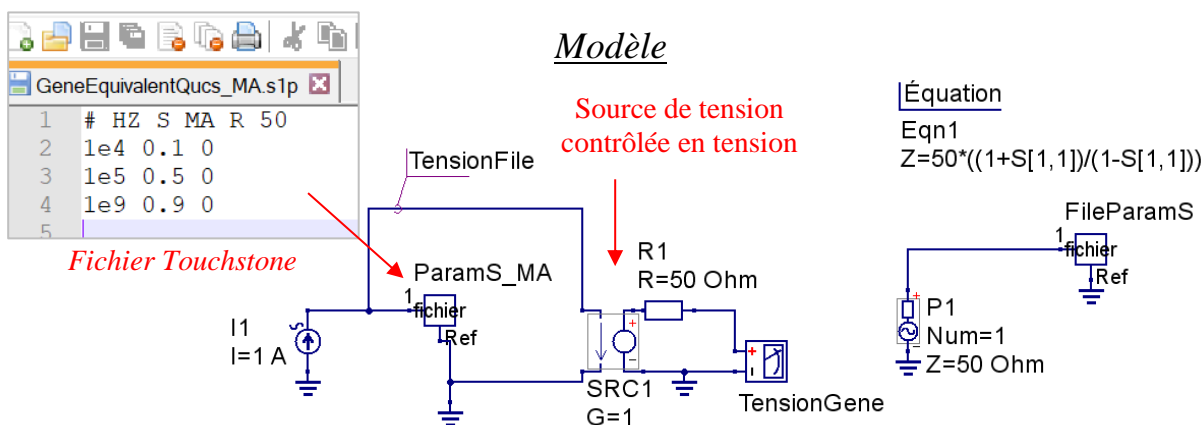 Modèle
GeneEquivalentQucs_MA.s1p
1 # HZ S MA R 50
2 1e4 0.1 0
3 1e5 0.5 0
4 1e9 0.9 0
5
Fichier Touchstone
Source de tension
contrôlée en tension
TensionFile
ParamS_MA
1
fichier
Ref
I1
I=1 A
R1
R=50 Ohm
+
-
SRC1
G=1
+
-
TensionGene
Équation
Eqn1
Z=50*((1+S[1,1])/(1-S[1,1]))
FileParamS
1
fichier
Ref
+
-
P1
Num=1
Z=50 Ohm